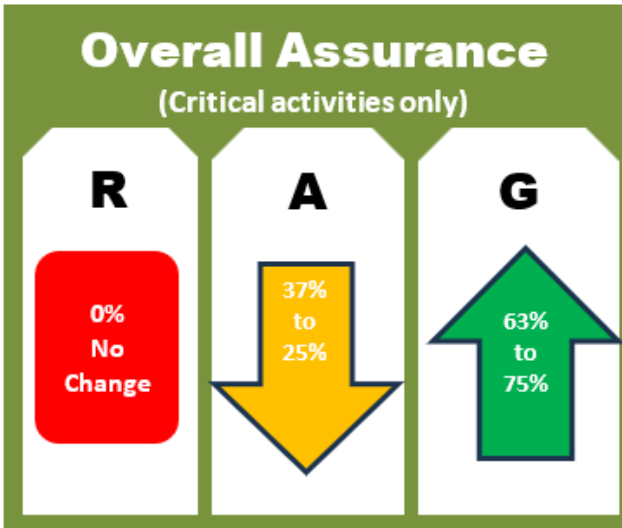 Overall Assurance
(Critical activities only)
R
0%
No
Change
A
37%
to
25%
G
63%
to
75%